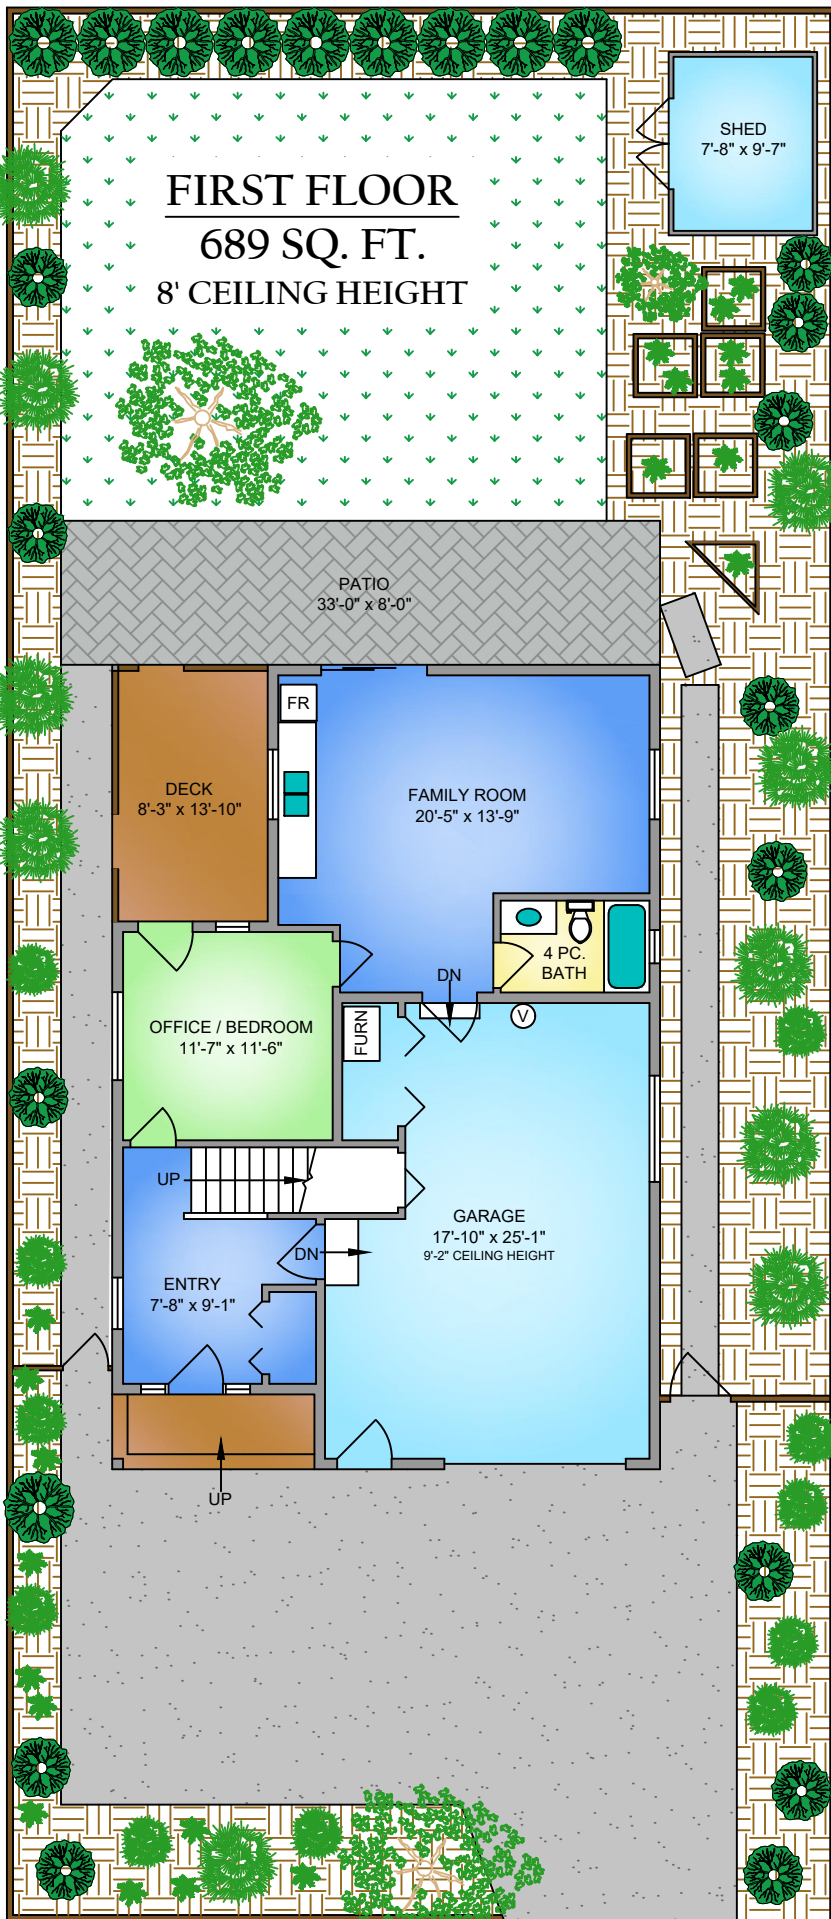 SHED
7'-8" x 9'-7"
FIRST FLOOR
689 SQ. FT.
8' CEILING HEIGHT
PATIO
33'-0" x 8'-0"
FR
DECK
8'-3" x 13'-10"
FAMILY ROOM
20'-5" x 13'-9"
4 PC.
BATH
DN
V
FURN
OFFICE / BEDROOM
11'-7" x 11'-6"
UP
GARAGE
17'-10" x 25'-1"
9'-2" CEILING HEIGHT
DN
ENTRY
7'-8" x 9'-1"
UP